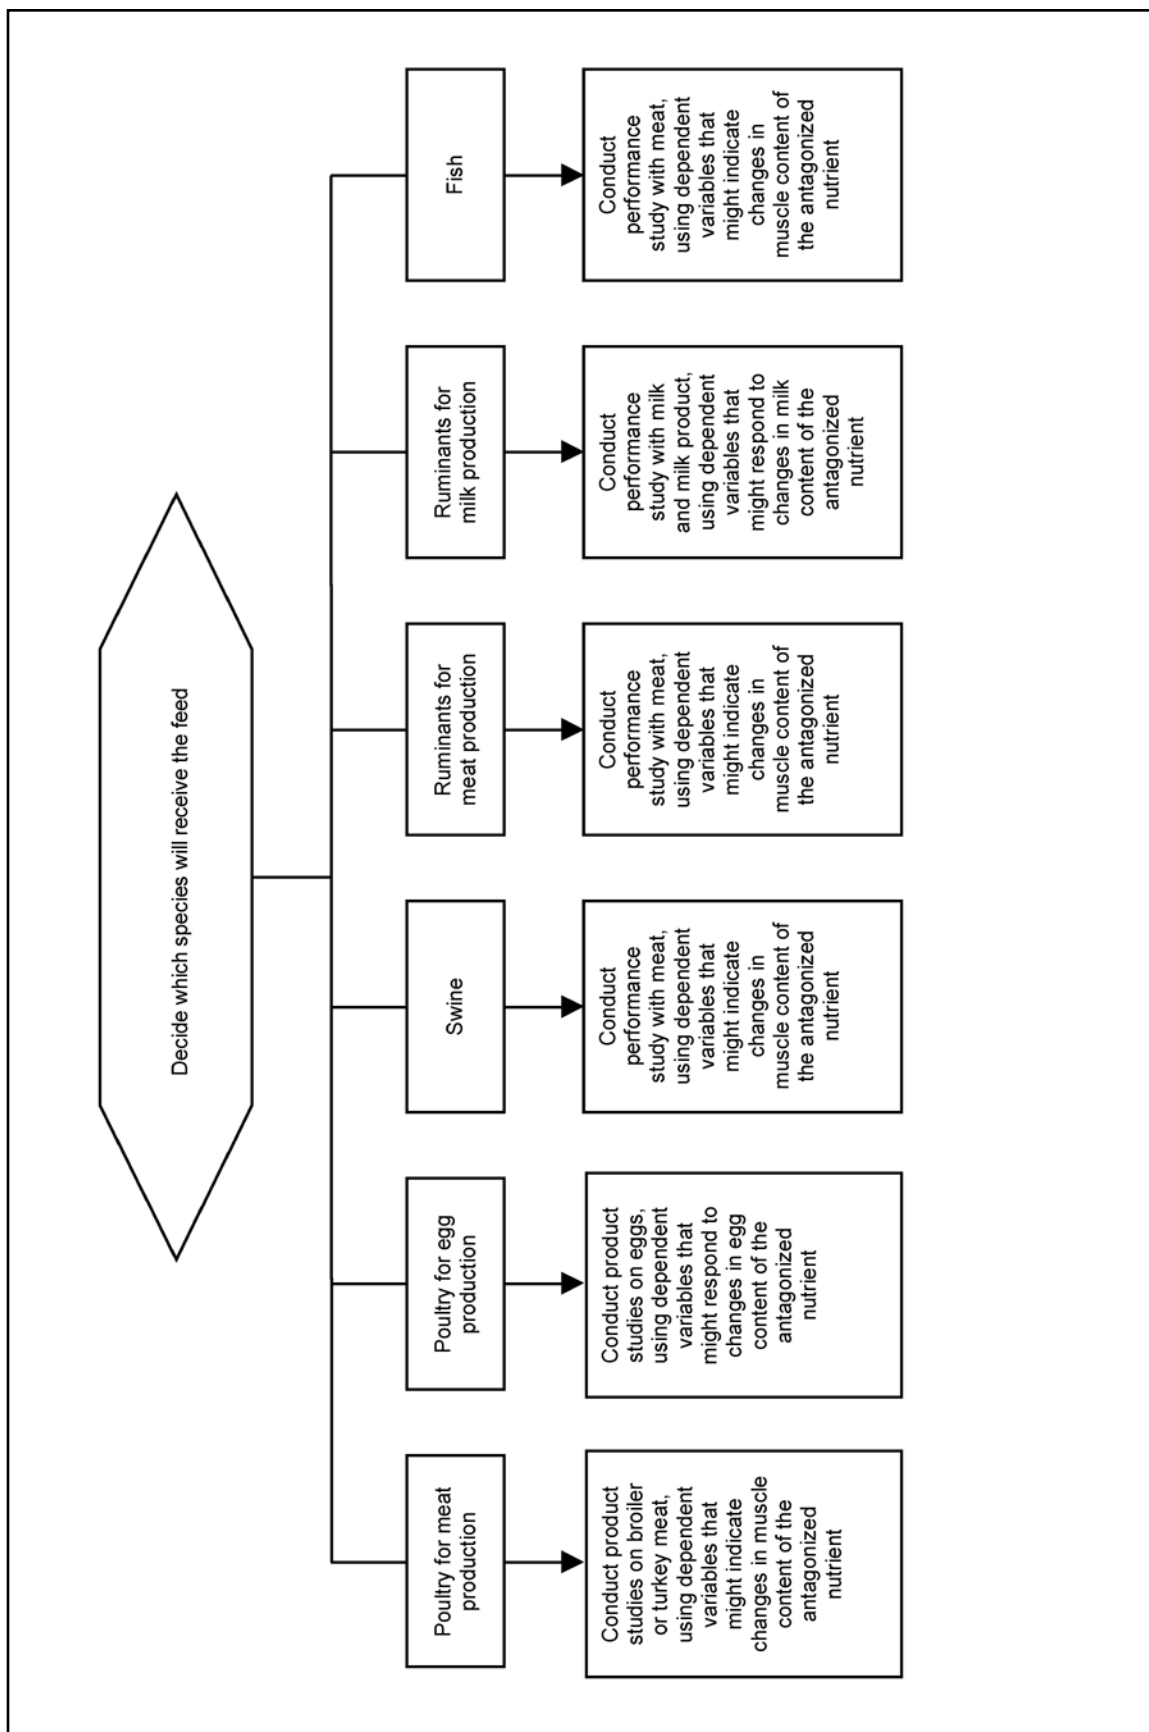 Decide which species will receive the feed
Poultry for meat
production
Poultry for egg
production
Swine
Ruminants for
meat production
Ruminants for
milk production
Fish
Conduct product
studies on broiler
or turkey meat,
using dependent
variables that
might indicate
changes in muscle
content of the
antagonized
nutrient
Conduct product
studies on eggs,
using dependent
variables that
might respond to
changes in egg
content of the
antagonized
nutrient
Conduct
performance
study with meat,
using dependent
variables that
might indicate
changes in
muscle content of
the antagonized
nutrient
Conduct
performance
study with meat,
using dependent
variables that
might indicate
changes in
muscle content of
the antagonized
nutrient
Conduct
performance
study with milk
and milk product,
using dependent
variables that
might respond to
changes in milk
content of the
antagonized
nutrient
Conduct
performance
study with meat,
using dependent
variables that
might indicate
changes in
muscle content of
the antagonized
nutrient